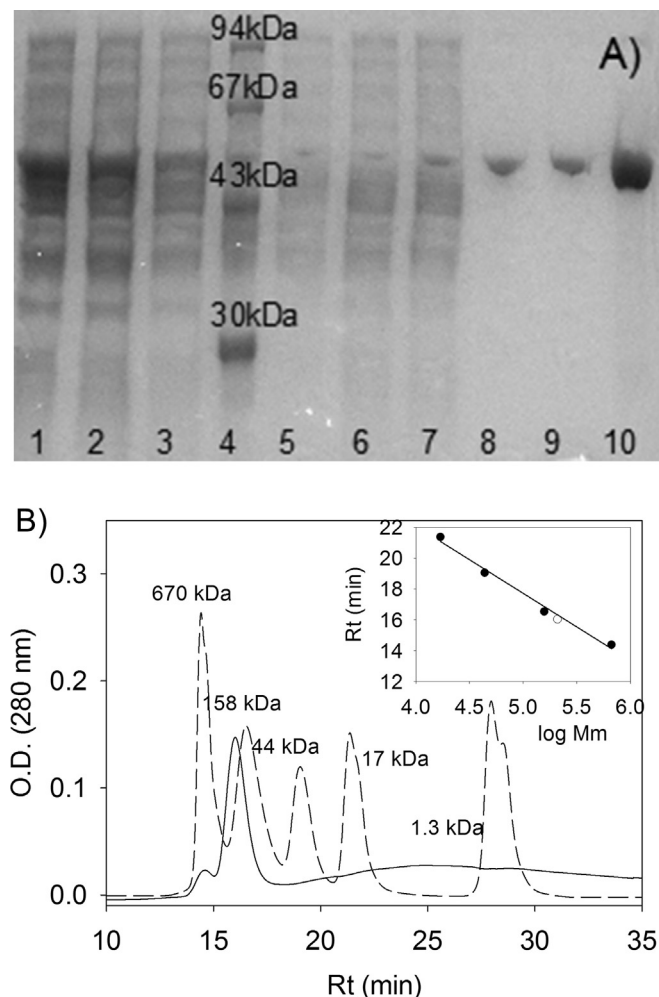 94kDa
A)
67kDa
43kDa
30kDa
1 2 3 4 5 6 7 8 9 10
B)
0.3
0.2
0.1
0.0
O.D. (280 nm)
670 kDa
158 kDa
44 kDa
17 kDa
1.3 kDa
22
20
18
16
14
12
Rt (min)
4.0 4.5 5.0 5.5 6.0
log Mm
10 15 20 25 30 35
Rt (min)